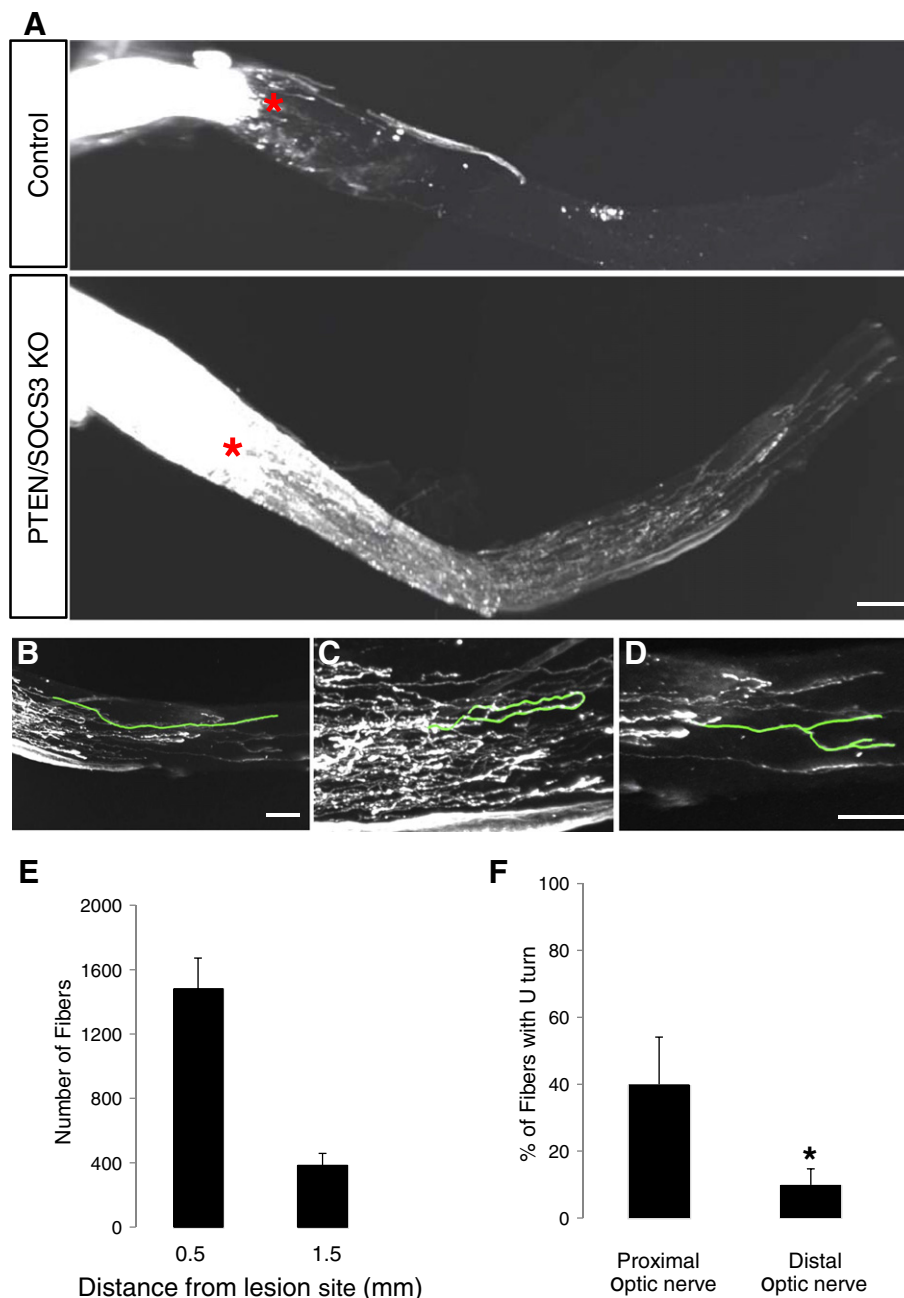 A
Control
*
PTEN/SOCS3 KO
*
B
C
D
E
2000
1600
1200
800
400
0
Number of Fibers
0.5
1.5
Distance from lesion site (mm)
F
100
80
60
40
20
0
% of Fibers with U turn
*
Proximal
Optic nerve
Distal
Optic nerve